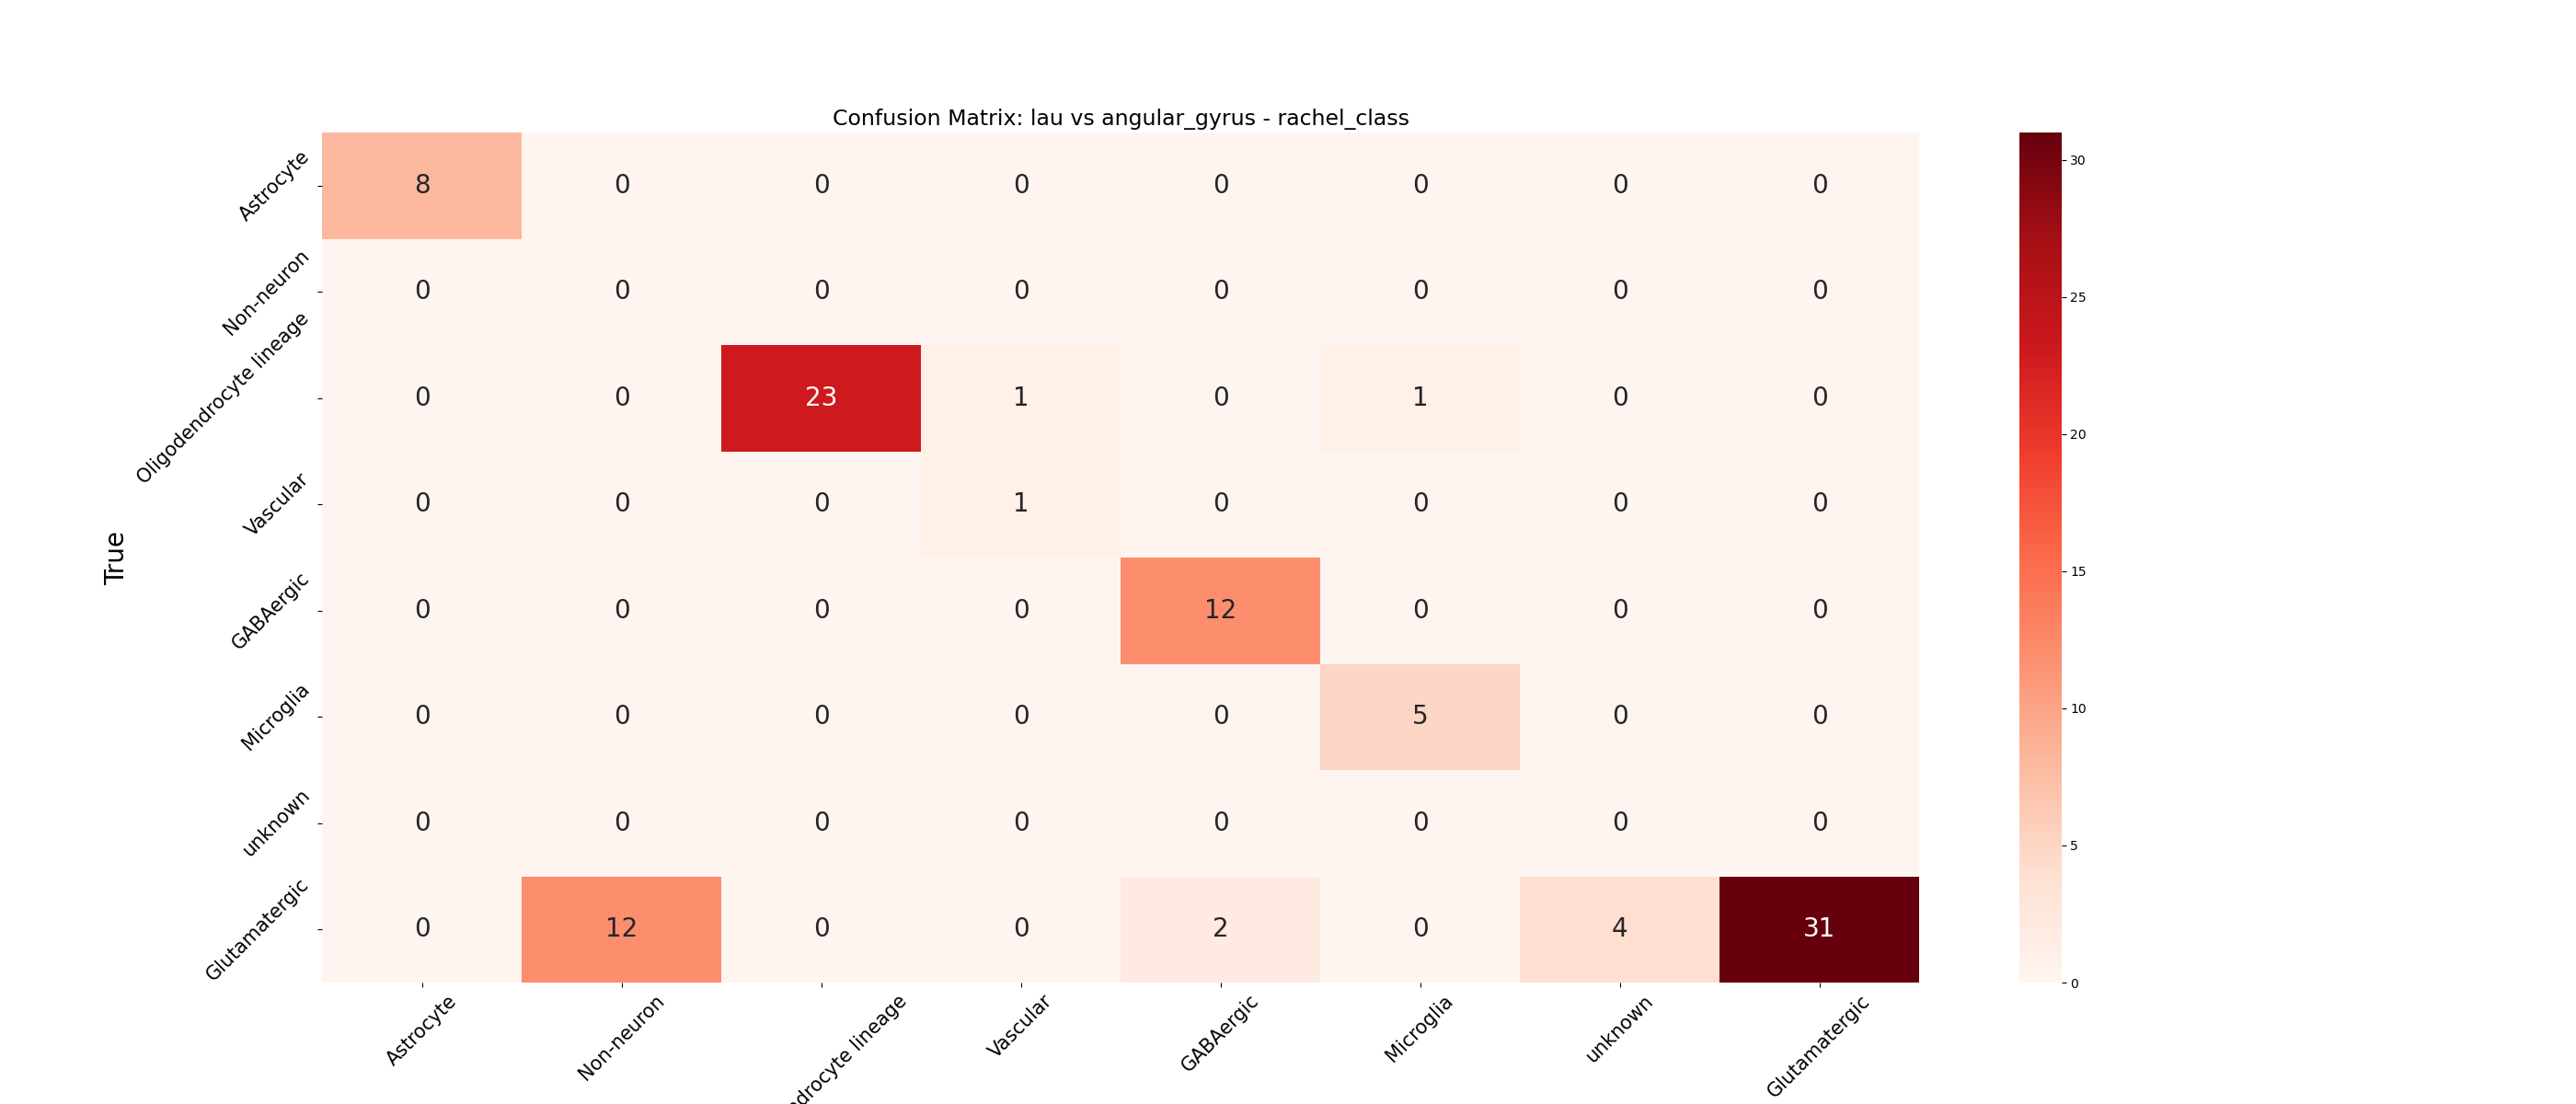 Confusion Matrix: lau vs angular_gyrus - rachel_class
True
Astrocyte 8 0 0 0 0 0 0 0
Non-neuron 0 0 0 0 0 0 0 0
Oligodendrocyte lineage 0 0 23 1 0 1 0 0
Vascular 0 0 0 1 0 0 0 0
GABAergic 0 0 0 0 12 0 0 0
Microglia 0 0 0 0 0 5 0 0
unknown 0 0 0 0 0 0 0 0
Glutamatergic 0 12 0 0 2 0 4 31
Astrocyte
Non-neuron
ndrocyte lineage
Vascular
GABAergic
Microglia
unknown
Glutamatergic
30
25
20
15
10
5
0